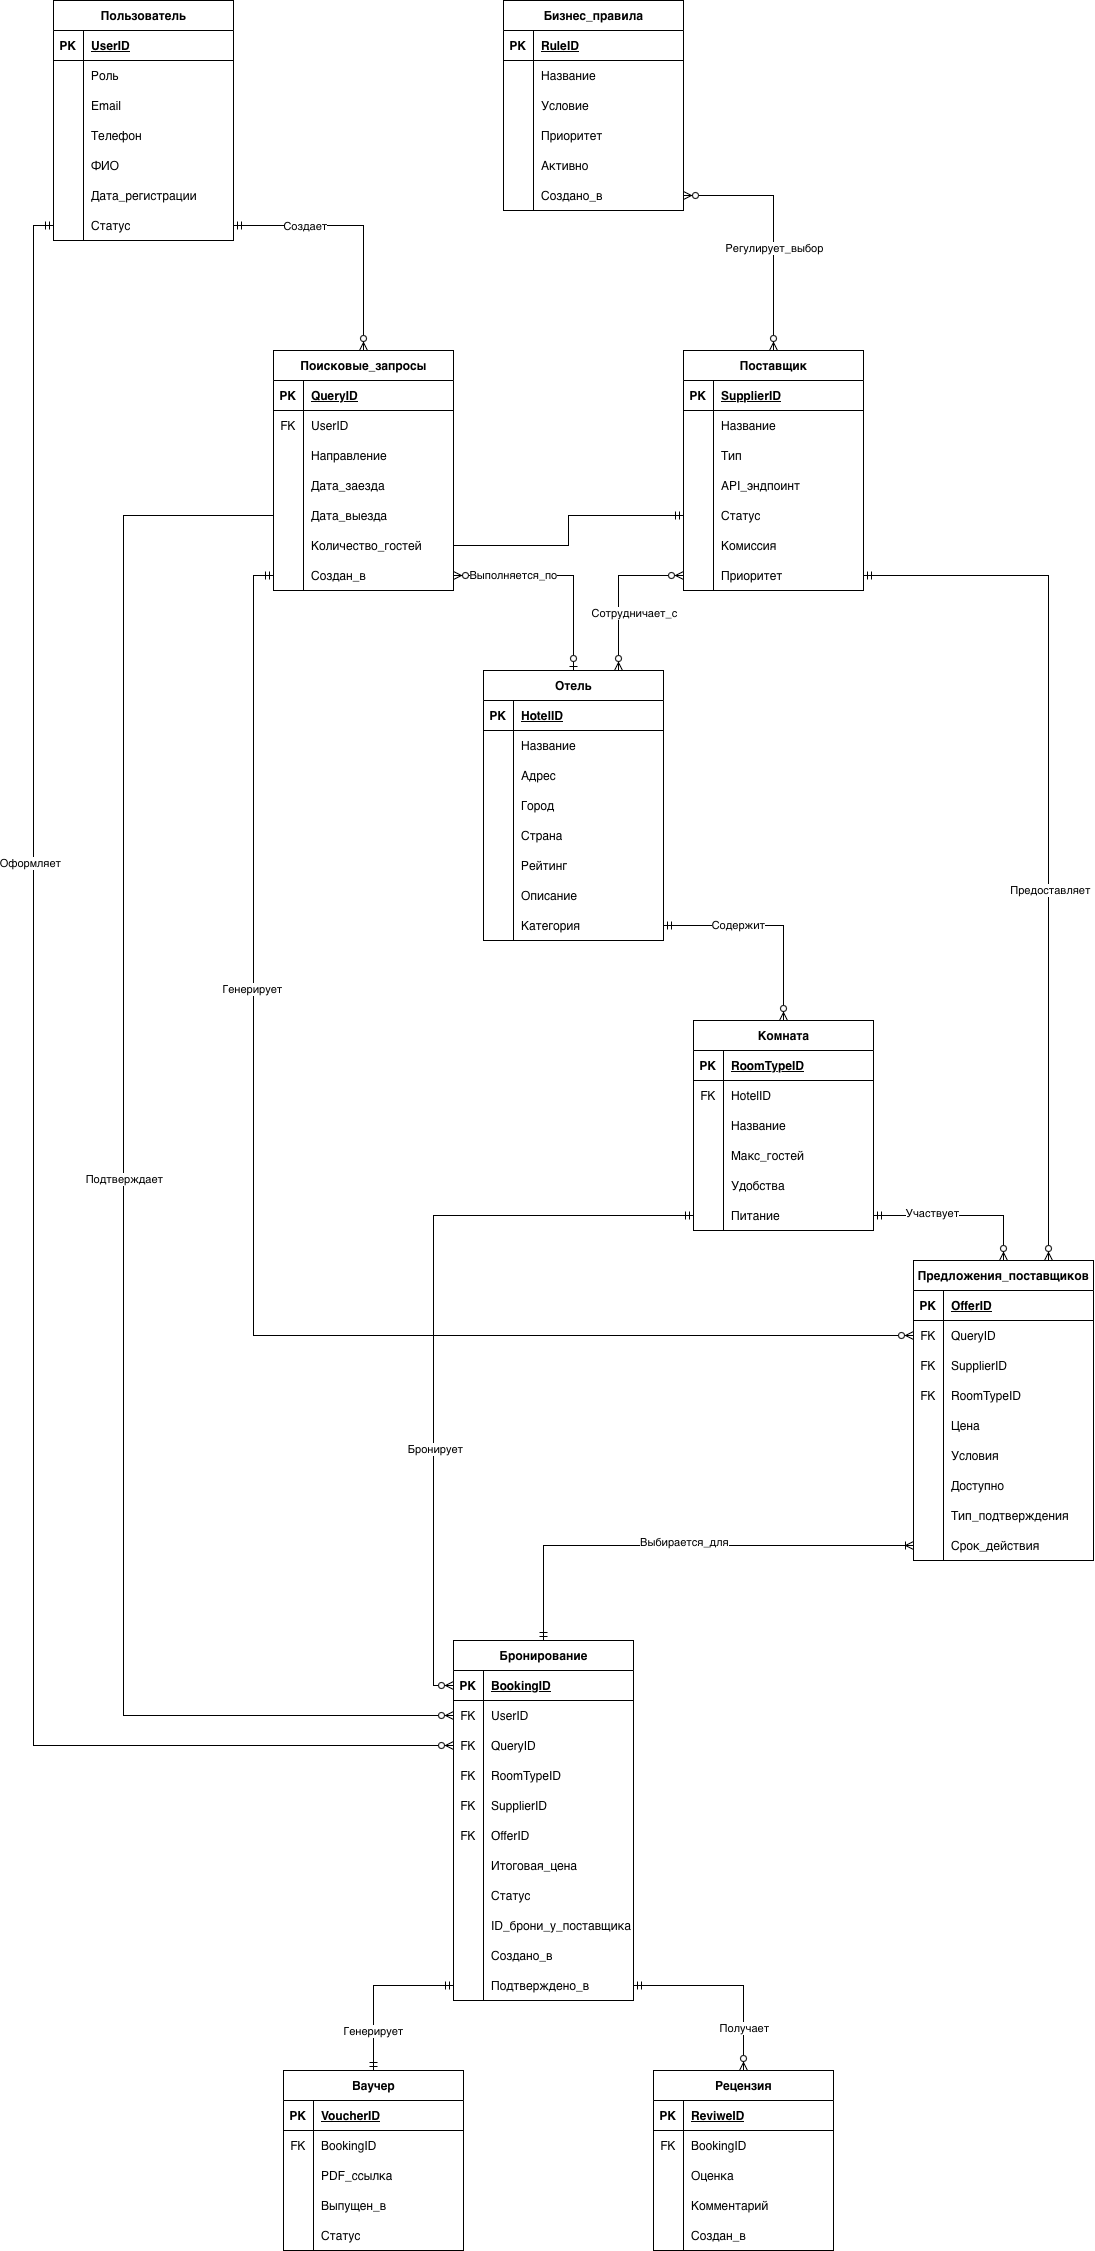 Пользователь
PK UserID
Роль
Email
Телефон
ФИО
Дата_регистрации
Статус
Бизнес_правила
PK RuleID
Название
Условие
Приоритет
Активно
Создано_в
Создает
Регулирует_выбор
Поисковые_запросы
PK QueryID
FK UserID
Направление
Дата_заезда
Дата_выезда
Количество_гостей
Создан_в
Поставщик
PK SupplierID
Название
Тип
API_эндпоинт
Статус
Комиссия
Приоритет
Выполняется_по
Сотрудничает_с
Отель
PK HotelID
Название
Адрес
Город
Страна
Рейтинг
Описание
Категория
Оформляет
Предоставляет
Содержит
Генерирует
Комната
PK RoomTypeID
FK HotelID
Название
Макс_гостей
Удобства
Питание
Подтверждает
Участвует
Предложения_поставщиков
PK OfferID
FK QueryID
FK SupplierID
FK RoomTypeID
Цена
Условия
Доступно
Тип_подтверждения
Срок_действия
Бронирует
Выбирается_для
Бронирование
PK BookingID
FK UserID
FK QueryID
FK RoomTypeID
FK SupplierID
FK OfferID
Итоговая_цена
Статус
ID_брони_у_поставщика
Создано_в
Подтверждено_в
Генерирует
Получает
Ваучер
PK VoucherID
FK BookingID
PDF_ссылка
Выпущен_в
Статус
Рецензия
PK ReviweID
FK BookingID
Оценка
Комментарий
Создан_в